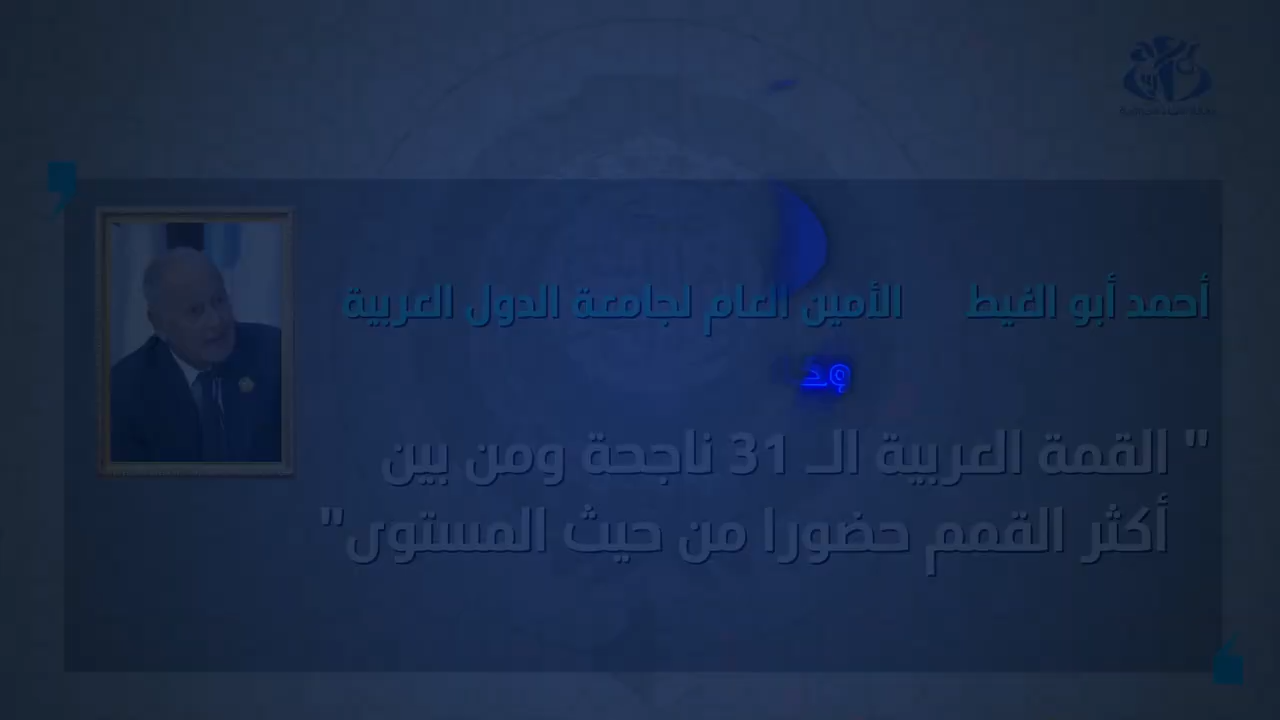 أحمد أبو الغيط الأمين العام لجامعة الدول العربية
" القمة العربية الـ 31 ناجحة ومن بين
أكثر القمم حضورا من حيث المستوى"